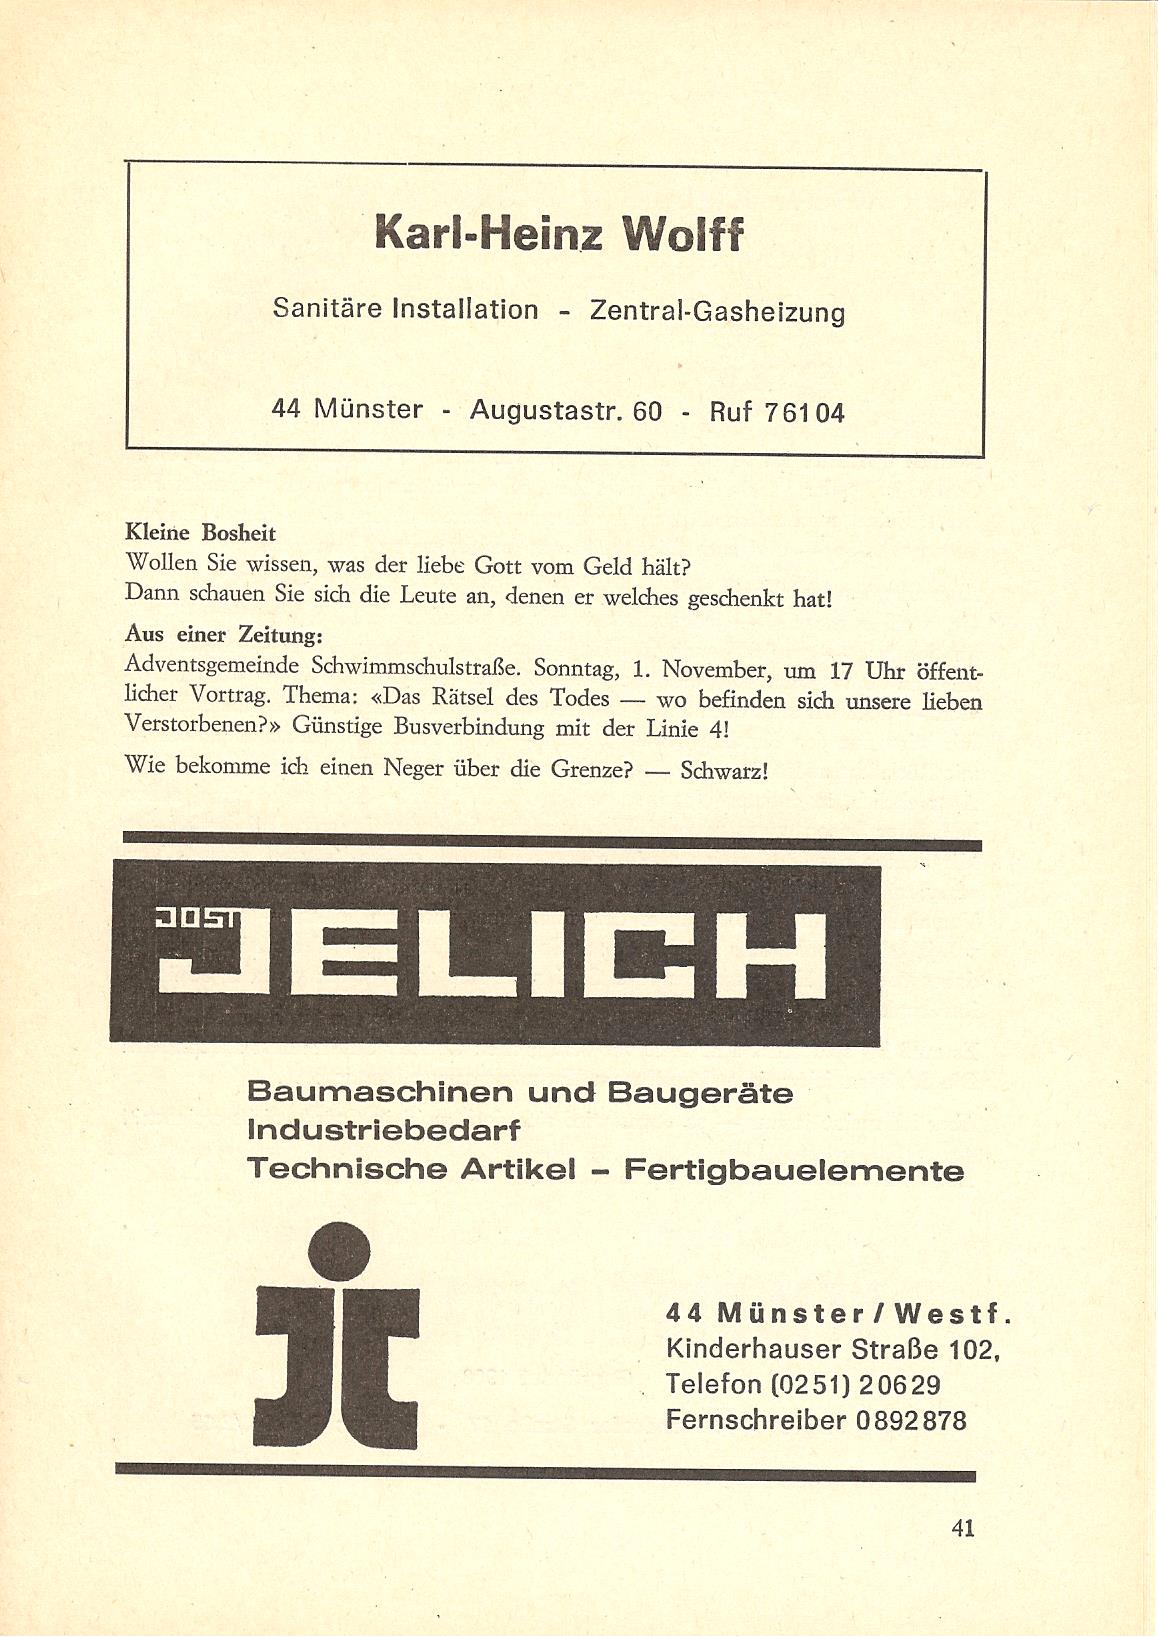 Karl-Heinz Wolff
Sanitäre Installation - Zentral-Gasheizung
44 Münster - Augustastr. 60 - Ruf 76104
Kleine Bosheit
Wollen Sie wissen, was der liebe Gott vom Geld hält?
Dann schauen Sie sich die Leute an, denen er welches geschenkt hat!
Aus einer Zeitung:
Adventsgemeinde Schwimmschulstraße. Sonntag, 1. November, um 17 Uhr öffent-
licher Vortrag. Thema: «Das Rätsel des Todes — wo befinden sich unsere lieben
Verstorbenen?» Günstige Busverbindung mit der Linie 4!
Wie bekomme ich einen Neger über die Grenze? — Schwarz!
JOST
JELICH
Baumaschinen und Baugeräte
Industriebedarf
Technische Artikel – Fertigbauelemente
44 Münster/Westf.
Kinderhauser Straße 102,
Telefon (0251) 20629
Fernschreiber 0892878
41